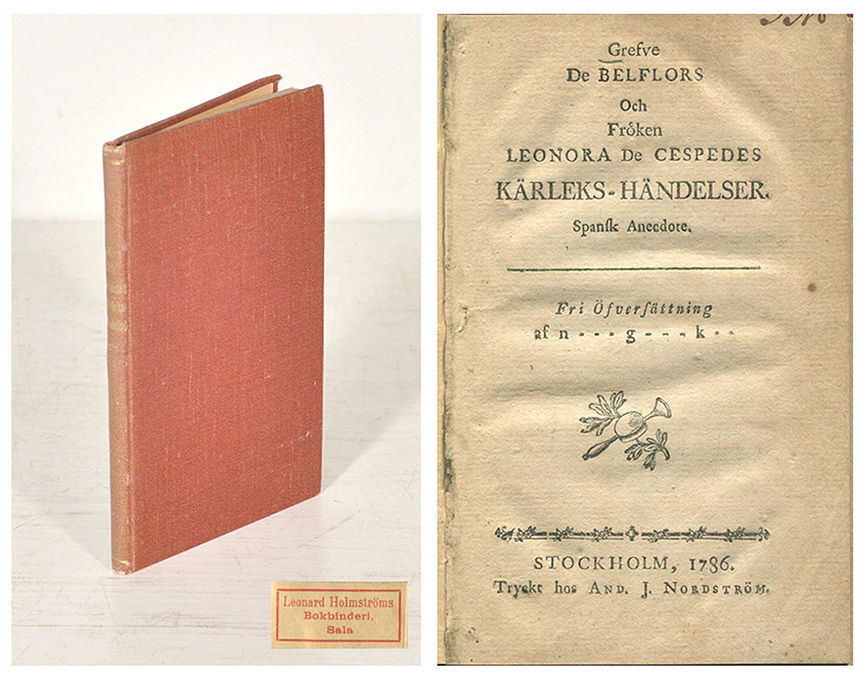 Leonard Holmströms
Bokbinderi,
Sala
Grefve
De BELFLORS
Och
Fröken
LEONORA De CESPEDES
KÄRLEKS-HÄNDELSER.
Spanſk Anecdote.
Fri Öfverſättning
af n - - - g - - - k - -
STOCKHOLM, 1786.
Tryckt hos AND. J. NORDSTRÖM.